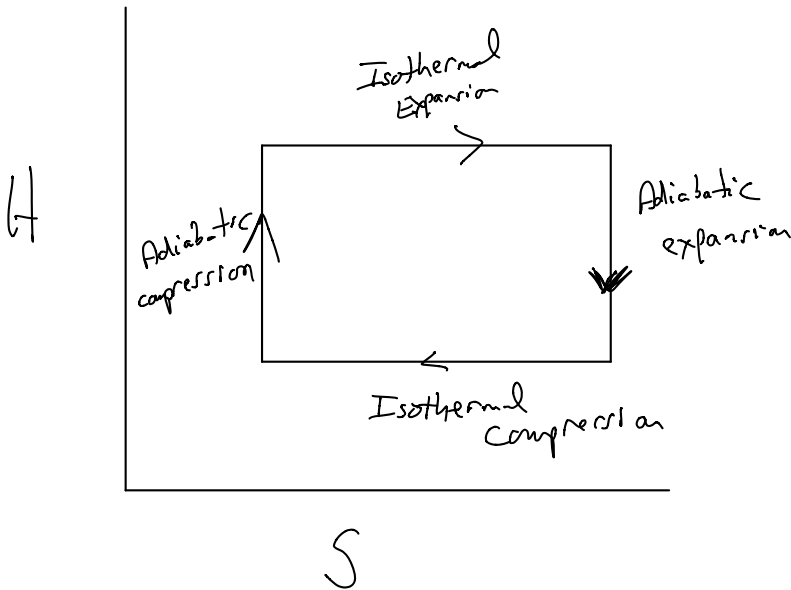 Isothermal
Expansion
H
Adiabatic
compression
Adiabatic
expansion
Isothermal
compression
S